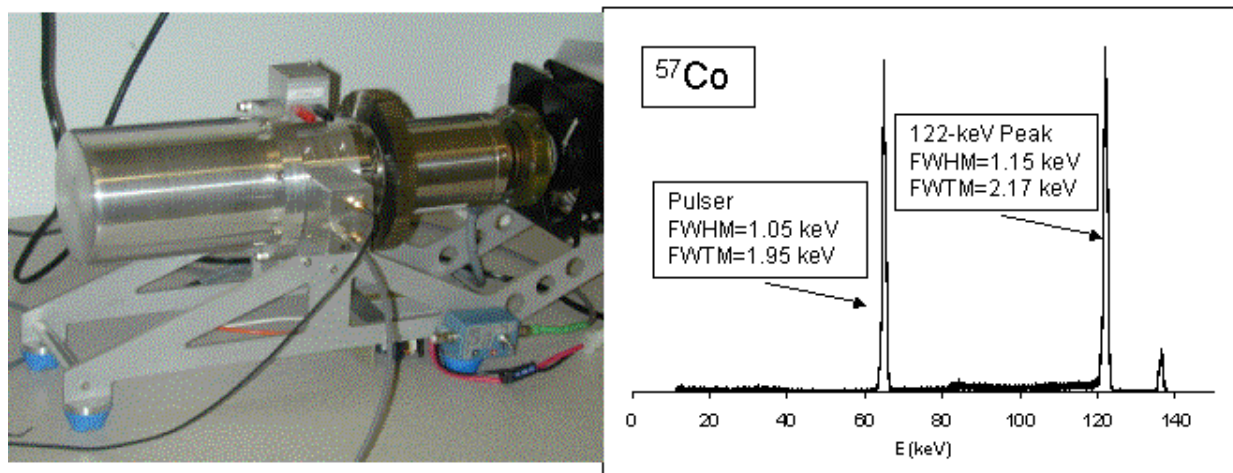 57Co
122-keV Peak
FWHM=1.15 keV
FWTM=2.17 keV
Pulser
FWHM=1.05 keV
FWTM=1.95 keV
0 20 40 60 80 100 120 140
E (keV)